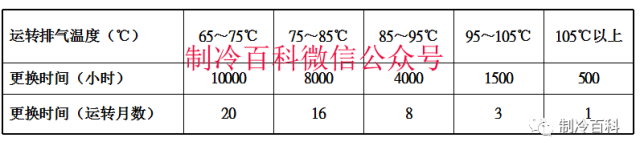 运转排气温度（℃） 65～75℃ 75～85℃ 85～95℃ 95～105℃ 105℃以上
制冷百科微信公众号
更换时间（小时） 10000 8000 4000 1500 500
更换时间（运转月数） 20 16 8 3 1
制冷百科